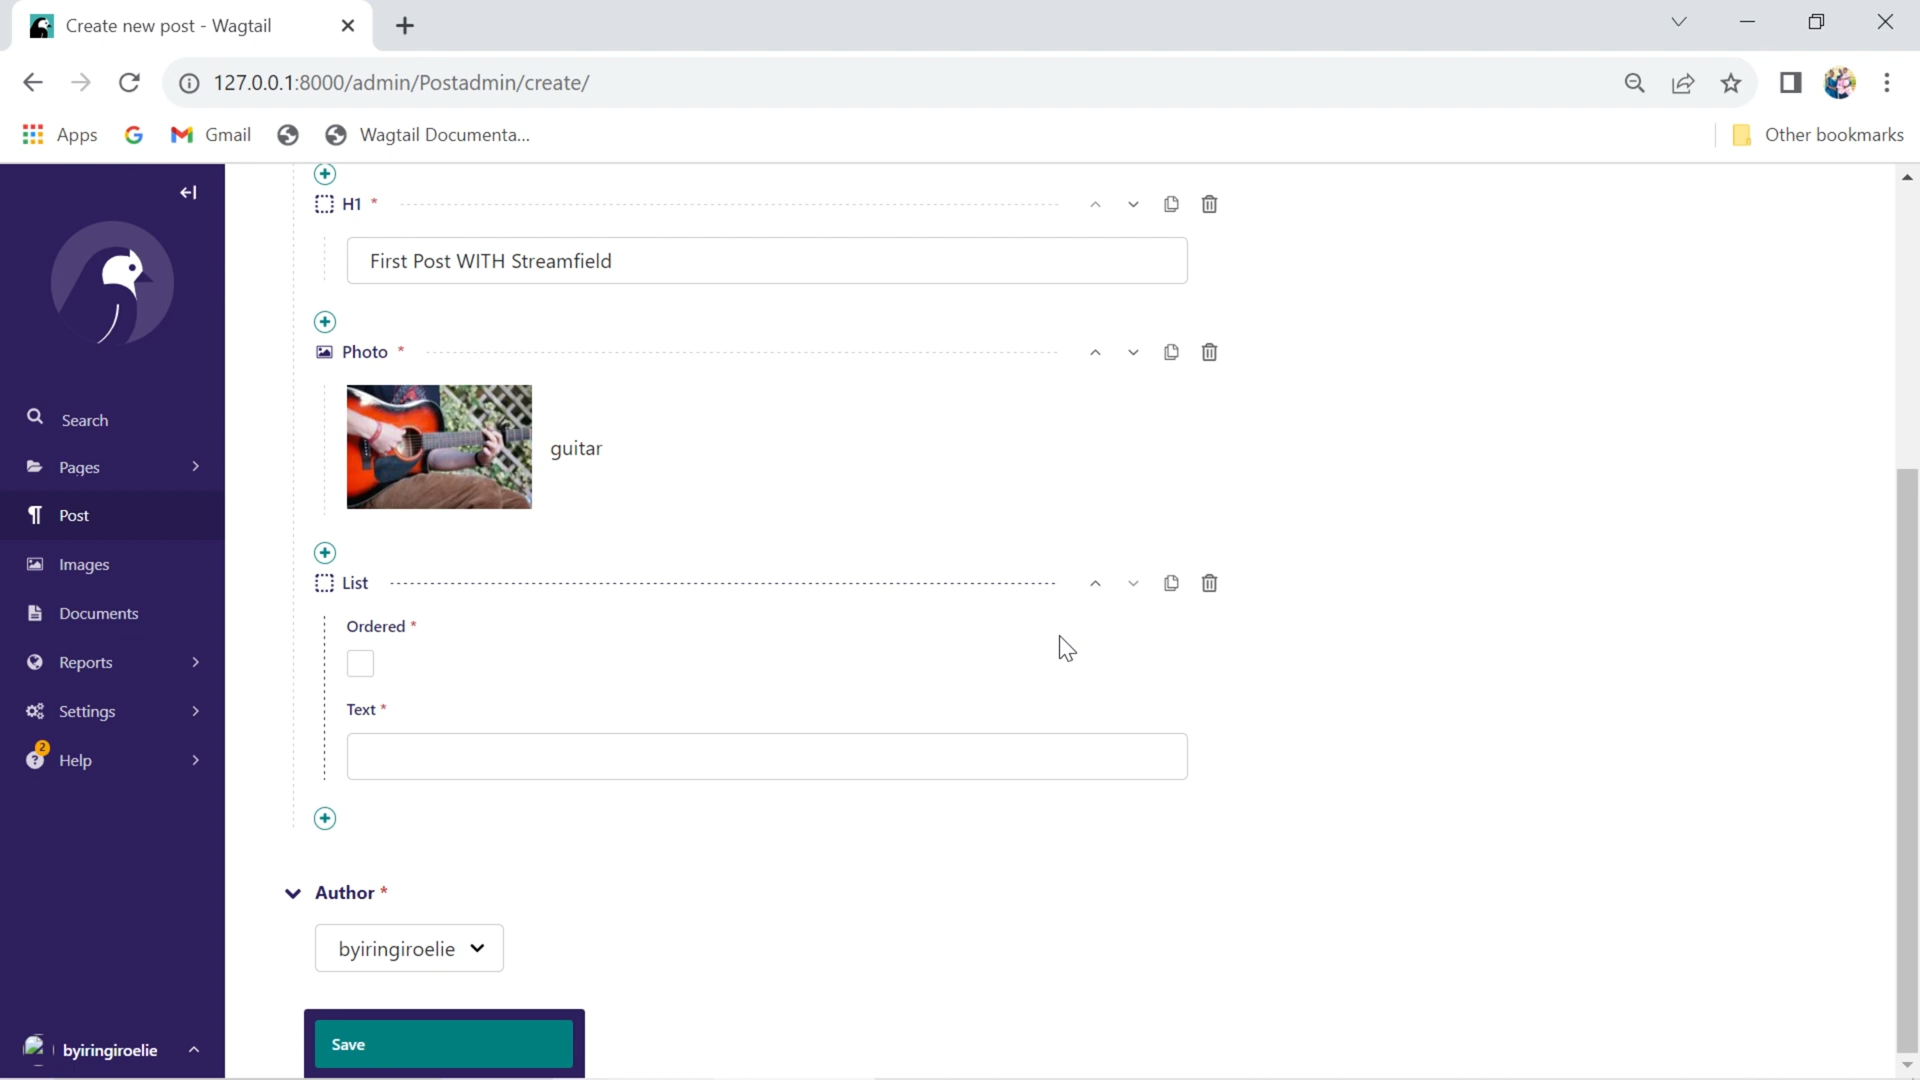 Create new post - Wagtail
127.0.0.1:8000/admin/Postadmin/create/
Apps
Gmail
Wagtail Documenta...
Other bookmarks
H1 *
First Post WITH Streamfield
Photo *
guitar
List
Ordered *
Text *
Author *
byiringiroelie
Save
Search
Pages
Post
Images
Documents
Reports
Settings
2
Help
byiringiroelie